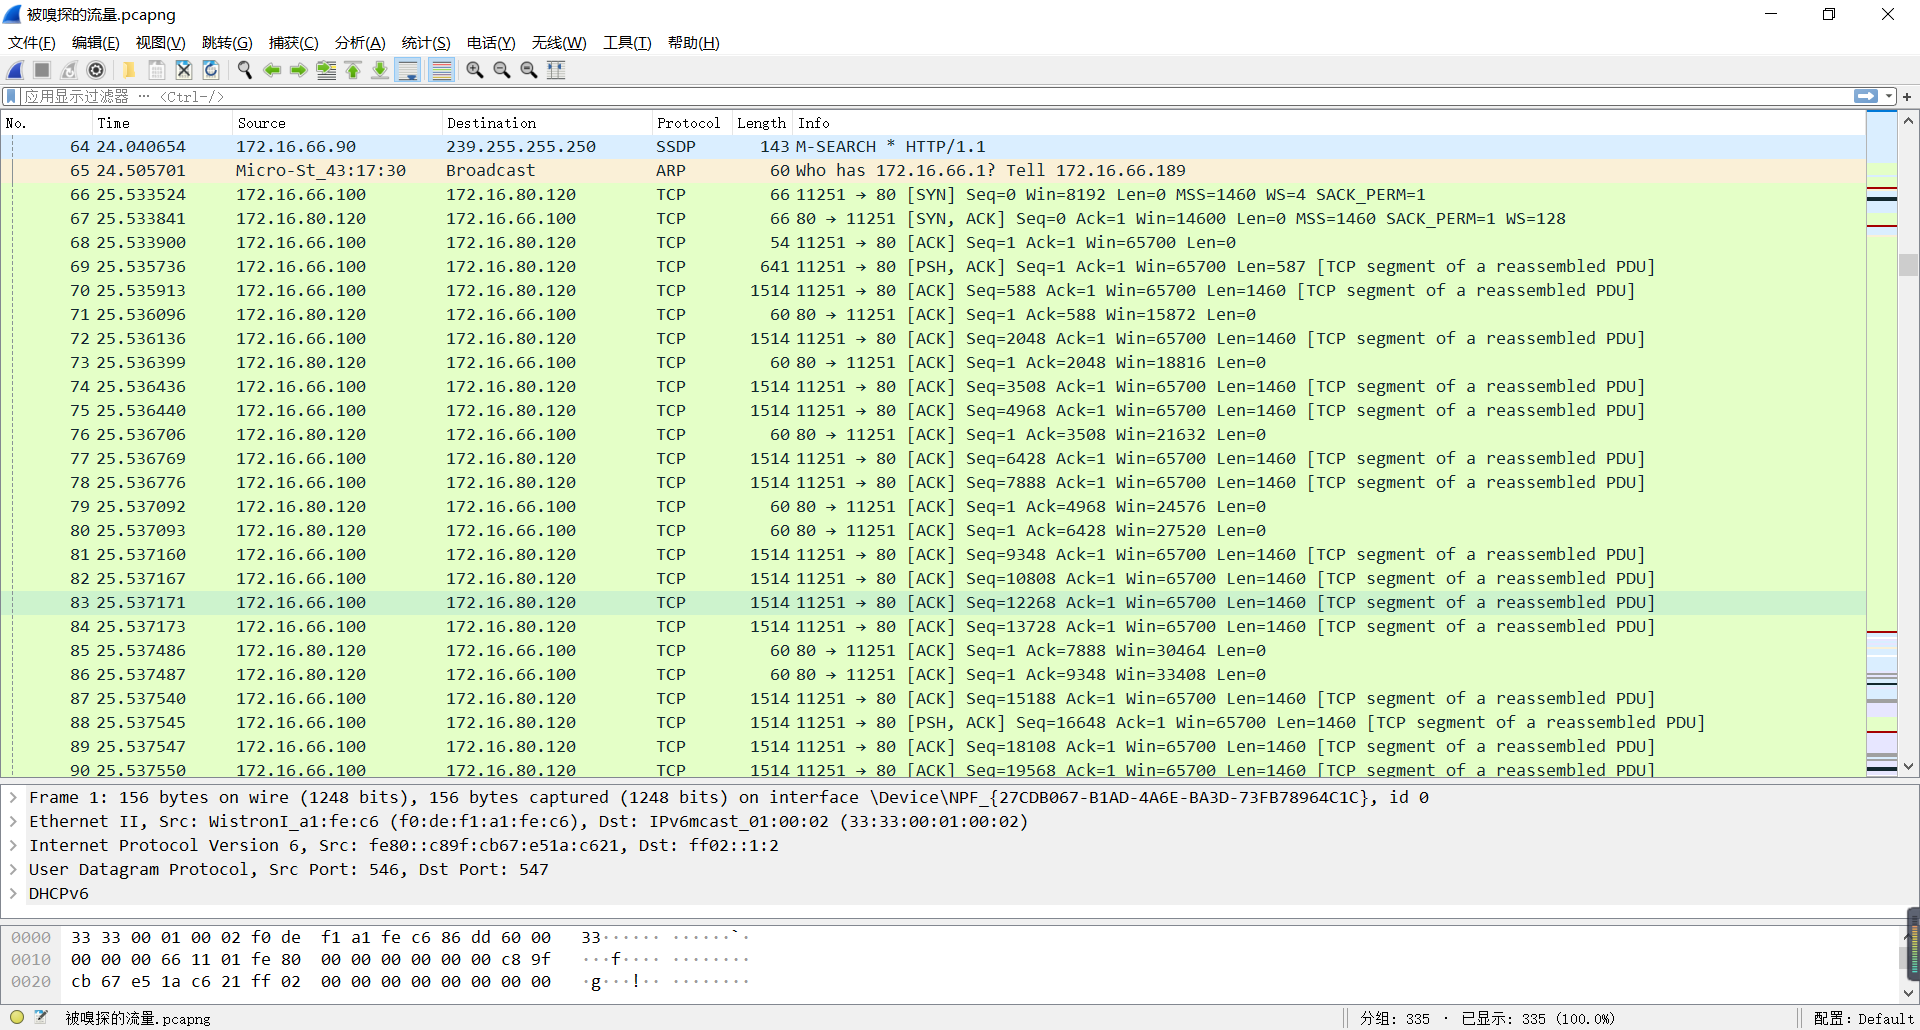 被嗅探的流量.pcapng
文件(F) 编辑(E) 视图(V) 跳转(G) 捕获(C) 分析(A) 统计(S) 电话(Y) 无线(W) 工具(T) 帮助(H)
应用显示过滤器 … <Ctrl-/>
No. Time Source Destination Protocol Length Info
64 24.040654 172.16.66.90 239.255.255.250 SSDP 143 M-SEARCH * HTTP/1.1
65 24.505701 Micro-St_43:17:30 Broadcast ARP 60 Who has 172.16.66.1? Tell 172.16.66.189
66 25.533524 172.16.66.100 172.16.80.120 TCP 66 11251 → 80 [SYN] Seq=0 Win=8192 Len=0 MSS=1460 WS=4 SACK_PERM=1
67 25.533841 172.16.80.120 172.16.66.100 TCP 66 80 → 11251 [SYN, ACK] Seq=0 Ack=1 Win=14600 Len=0 MSS=1460 SACK_PERM=1 WS=128
68 25.533900 172.16.66.100 172.16.80.120 TCP 54 11251 → 80 [ACK] Seq=1 Ack=1 Win=65700 Len=0
69 25.535736 172.16.66.100 172.16.80.120 TCP 641 11251 → 80 [PSH, ACK] Seq=1 Ack=1 Win=65700 Len=587 [TCP segment of a reassembled PDU]
70 25.535913 172.16.66.100 172.16.80.120 TCP 1514 11251 → 80 [ACK] Seq=588 Ack=1 Win=65700 Len=1460 [TCP segment of a reassembled PDU]
71 25.536096 172.16.80.120 172.16.66.100 TCP 60 80 → 11251 [ACK] Seq=1 Ack=588 Win=15872 Len=0
72 25.536136 172.16.66.100 172.16.80.120 TCP 1514 11251 → 80 [ACK] Seq=2048 Ack=1 Win=65700 Len=1460 [TCP segment of a reassembled PDU]
73 25.536399 172.16.80.120 172.16.66.100 TCP 60 80 → 11251 [ACK] Seq=1 Ack=2048 Win=18816 Len=0
74 25.536436 172.16.66.100 172.16.80.120 TCP 1514 11251 → 80 [ACK] Seq=3508 Ack=1 Win=65700 Len=1460 [TCP segment of a reassembled PDU]
75 25.536440 172.16.66.100 172.16.80.120 TCP 1514 11251 → 80 [ACK] Seq=4968 Ack=1 Win=65700 Len=1460 [TCP segment of a reassembled PDU]
76 25.536706 172.16.80.120 172.16.66.100 TCP 60 80 → 11251 [ACK] Seq=1 Ack=3508 Win=21632 Len=0
77 25.536769 172.16.66.100 172.16.80.120 TCP 1514 11251 → 80 [ACK] Seq=6428 Ack=1 Win=65700 Len=1460 [TCP segment of a reassembled PDU]
78 25.536776 172.16.66.100 172.16.80.120 TCP 1514 11251 → 80 [ACK] Seq=7888 Ack=1 Win=65700 Len=1460 [TCP segment of a reassembled PDU]
79 25.537092 172.16.80.120 172.16.66.100 TCP 60 80 → 11251 [ACK] Seq=1 Ack=4968 Win=24576 Len=0
80 25.537093 172.16.80.120 172.16.66.100 TCP 60 80 → 11251 [ACK] Seq=1 Ack=6428 Win=27520 Len=0
81 25.537160 172.16.66.100 172.16.80.120 TCP 1514 11251 → 80 [ACK] Seq=9348 Ack=1 Win=65700 Len=1460 [TCP segment of a reassembled PDU]
82 25.537167 172.16.66.100 172.16.80.120 TCP 1514 11251 → 80 [ACK] Seq=10808 Ack=1 Win=65700 Len=1460 [TCP segment of a reassembled PDU]
83 25.537171 172.16.66.100 172.16.80.120 TCP 1514 11251 → 80 [ACK] Seq=12268 Ack=1 Win=65700 Len=1460 [TCP segment of a reassembled PDU]
84 25.537173 172.16.66.100 172.16.80.120 TCP 1514 11251 → 80 [ACK] Seq=13728 Ack=1 Win=65700 Len=1460 [TCP segment of a reassembled PDU]
85 25.537486 172.16.80.120 172.16.66.100 TCP 60 80 → 11251 [ACK] Seq=1 Ack=7888 Win=30464 Len=0
86 25.537487 172.16.80.120 172.16.66.100 TCP 60 80 → 11251 [ACK] Seq=1 Ack=9348 Win=33408 Len=0
87 25.537540 172.16.66.100 172.16.80.120 TCP 1514 11251 → 80 [ACK] Seq=15188 Ack=1 Win=65700 Len=1460 [TCP segment of a reassembled PDU]
88 25.537545 172.16.66.100 172.16.80.120 TCP 1514 11251 → 80 [PSH, ACK] Seq=16648 Ack=1 Win=65700 Len=1460 [TCP segment of a reassembled PDU]
89 25.537547 172.16.66.100 172.16.80.120 TCP 1514 11251 → 80 [ACK] Seq=18108 Ack=1 Win=65700 Len=1460 [TCP segment of a reassembled PDU]
90 25.537550 172.16.66.100 172.16.80.120 TCP 1514 11251 → 80 [ACK] Seq=19568 Ack=1 Win=65700 Len=1460 [TCP segment of a reassembled PDU]
Frame 1: 156 bytes on wire (1248 bits), 156 bytes captured (1248 bits) on interface \Device\NPF_{27CDB067-B1AD-4A6E-BA3D-73FB78964C1C}, id 0
Ethernet II, Src: WistronI_a1:fe:c6 (f0:de:f1:a1:fe:c6), Dst: IPv6mcast_01:00:02 (33:33:00:01:00:02)
Internet Protocol Version 6, Src: fe80::c89f:cb67:e51a:c621, Dst: ff02::1:2
User Datagram Protocol, Src Port: 546, Dst Port: 547
DHCPv6
0000 33 33 00 01 00 02 f0 de f1 a1 fe c6 86 dd 60 00 33······ ······`·
0010 00 00 00 66 11 01 fe 80 00 00 00 00 00 00 c8 9f ···f···· ········
0020 cb 67 e5 1a c6 21 ff 02 00 00 00 00 00 00 00 00 ·g···!·· ········
被嗅探的流量.pcapng 分组: 335 · 已显示: 335 (100.0%) 配置: Default